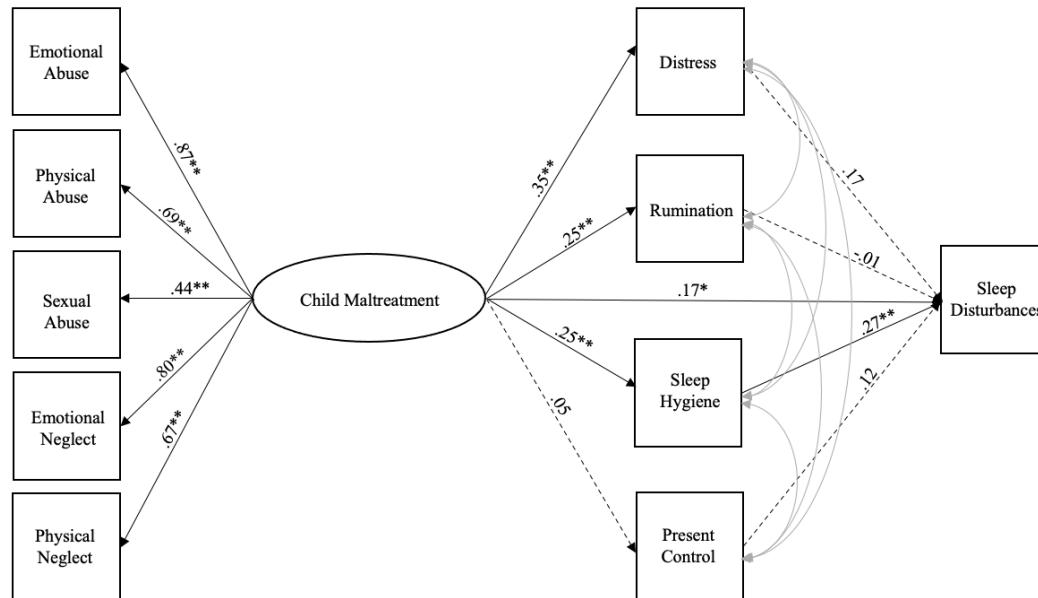 Emotional
Abuse
Physical
Abuse
Sexual
Abuse
Emotional
Neglect
Physical
Neglect
.87**
.69**
.44**
.80**
.67**
Child Maltreatment
.35**
.25**
.17*
.25**
.05
Distress
Rumination
Sleep
Hygiene
Present
Control
.17
-.01
.27**
.12
Sleep
Disturbances